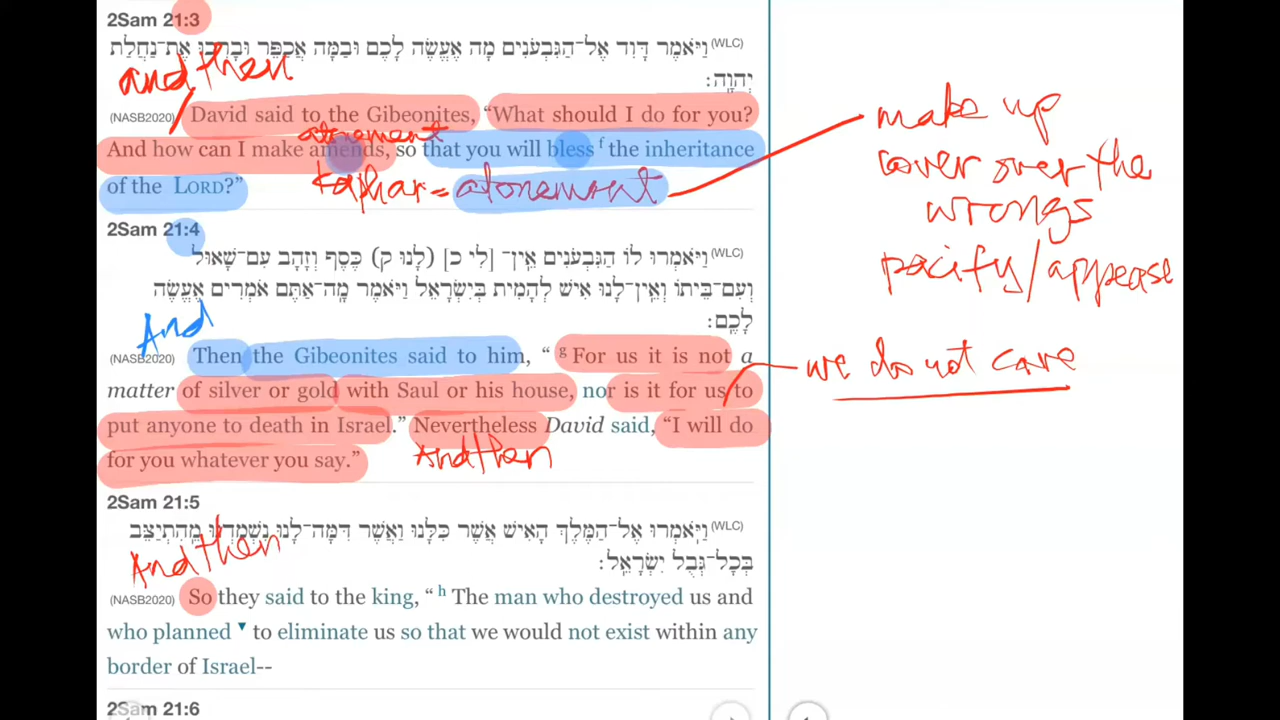 2Sam 21:3
(WLC) וַיֹּאמֶר דָּוִד אֶל־הַגִּבְעֹנִים מָה אֶעֱשֶׂה לָכֶם וּבַמָּה אֲכַפֵּר וּבָרְכוּ אֶת־נַחֲלַת
יְהוָֽה׃
and then
(NASB2020) David said to the Gibeonites, “What should I do for you?
atonement
And how can I make amends, so that you will bless f the inheritance
of the LORD?”
kaphar = atonement
make up
cover over the
wrongs
pacify/appease
2Sam 21:4
(WLC) וַיֹּאמְרוּ לוֹ הַגִּבְעֹנִים אֵֽין־ [לִי כ] (לָנוּ ק) כֶּסֶף וְזָהָב עִם־שָׁאוּל
וְעִם־בֵּיתוֹ וְאֵֽין־לָנוּ אִישׁ לְהָמִית בְּיִשְׂרָאֵל וַיֹּאמֶר מָֽה־אַתֶּם אֹמְרִים אֶעֱשֶׂה
לָכֶֽם׃
And
(NASB2020) Then the Gibeonites said to him, “ g For us it is not a
matter of silver or gold with Saul or his house, nor is it for us to
put anyone to death in Israel.” Nevertheless David said, “I will do
for you whatever you say.”
And then
we do not care
2Sam 21:5
(WLC) וַיֹּֽאמְרוּ אֶל־הַמֶּלֶךְ הָאִישׁ אֲשֶׁר כִּלָּנוּ וַאֲשֶׁר דִּמָּה־לָנוּ נִשְׁמַדְנוּ מֵֽהִתְיַצֵּב
בְּכָל־גְּבֻל יִשְׂרָאֵֽל׃
And then
(NASB2020) So they said to the king, “ h The man who destroyed us and
who planned to eliminate us so that we would not exist within any
border of Israel--
2Sam 21:6